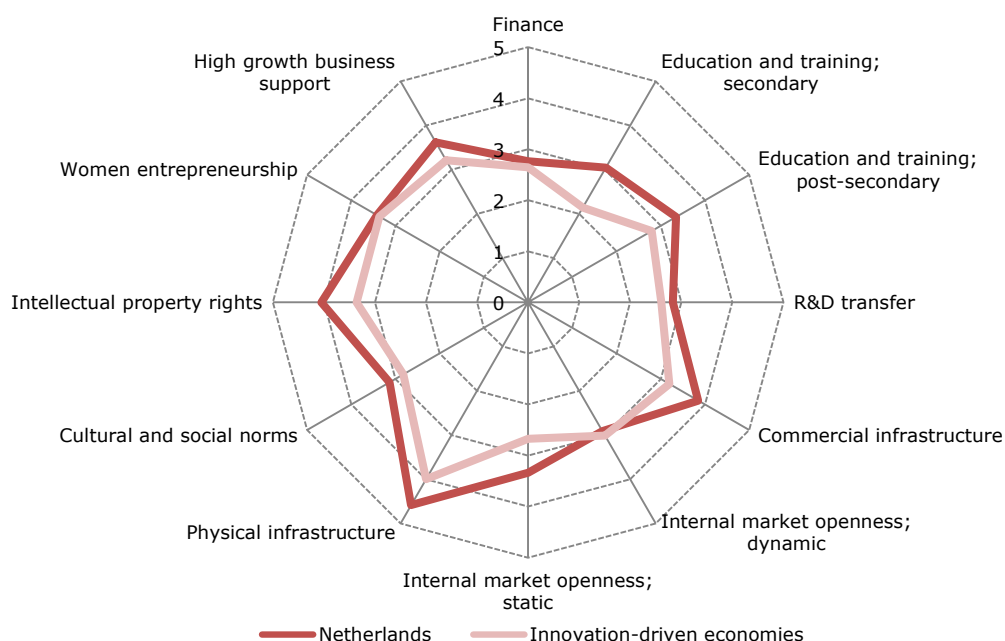 Finance
5
High growth business
support
Education and training;
secondary
4
3
Women entrepreneurship
Education and training;
post-secondary
2
1
Intellectual property rights
0
R&D transfer
Cultural and social norms
Commercial infrastructure
Physical infrastructure
Internal market openness;
dynamic
Internal market openness;
static
Netherlands
Innovation-driven economies